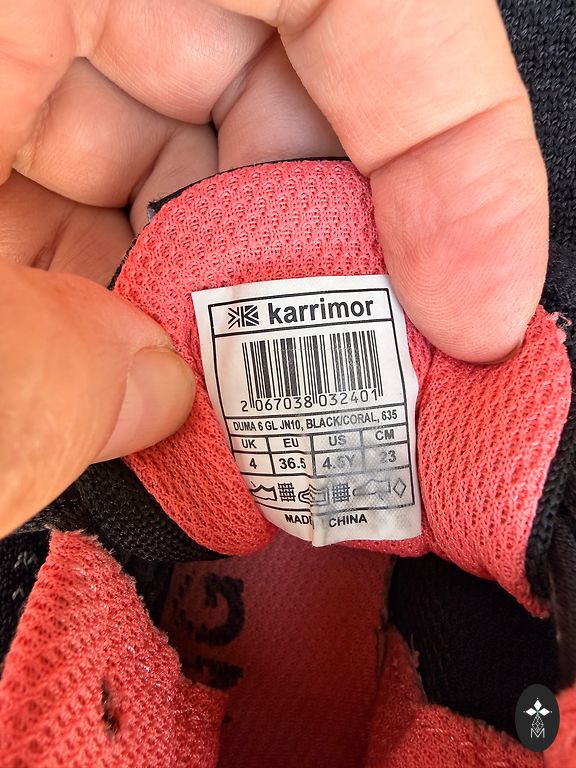 karrimor
2 067038 032401
DUMA 6 GL JN10, BLACK/CORAL, 635
UK EU US CM
4 36.5 4.5Y 23
MADE CHINA
M